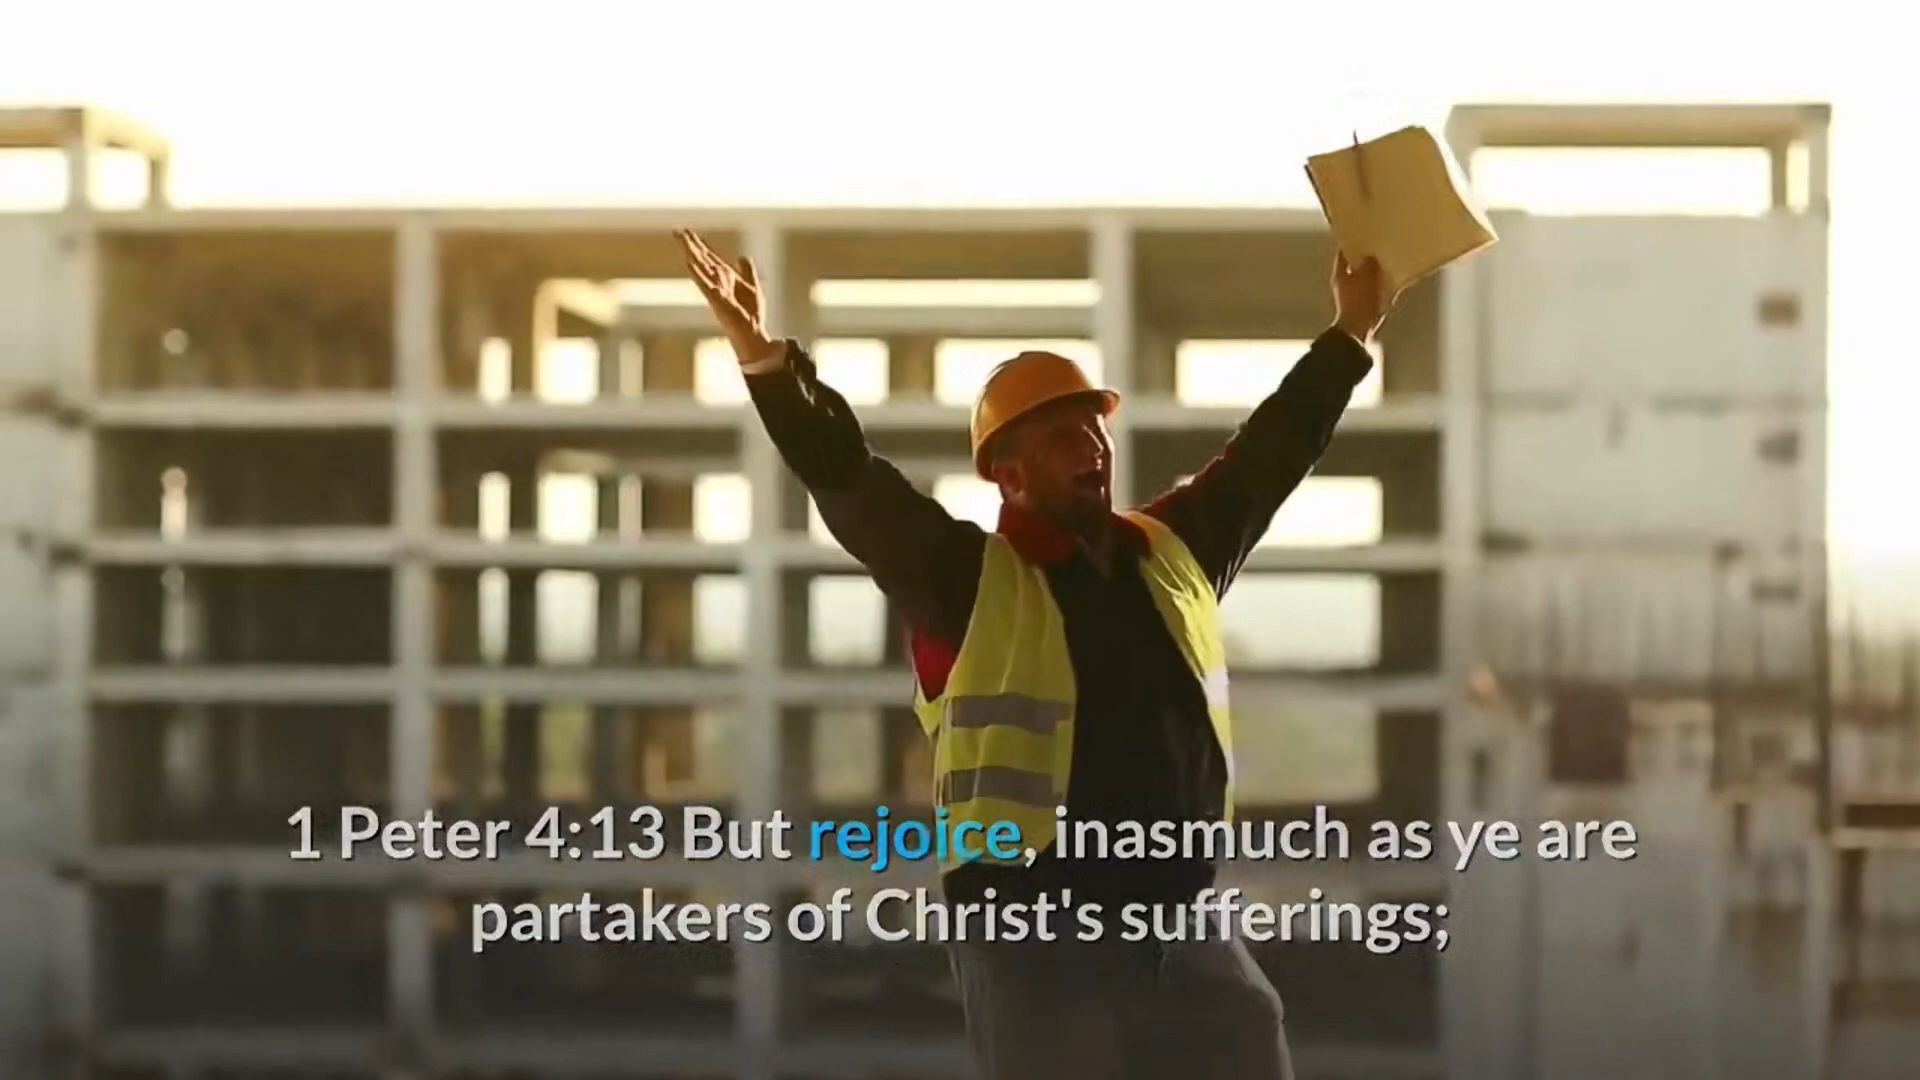 1 Peter 4:13 But rejoice, inasmuch as ye are
partakers of Christ's sufferings;